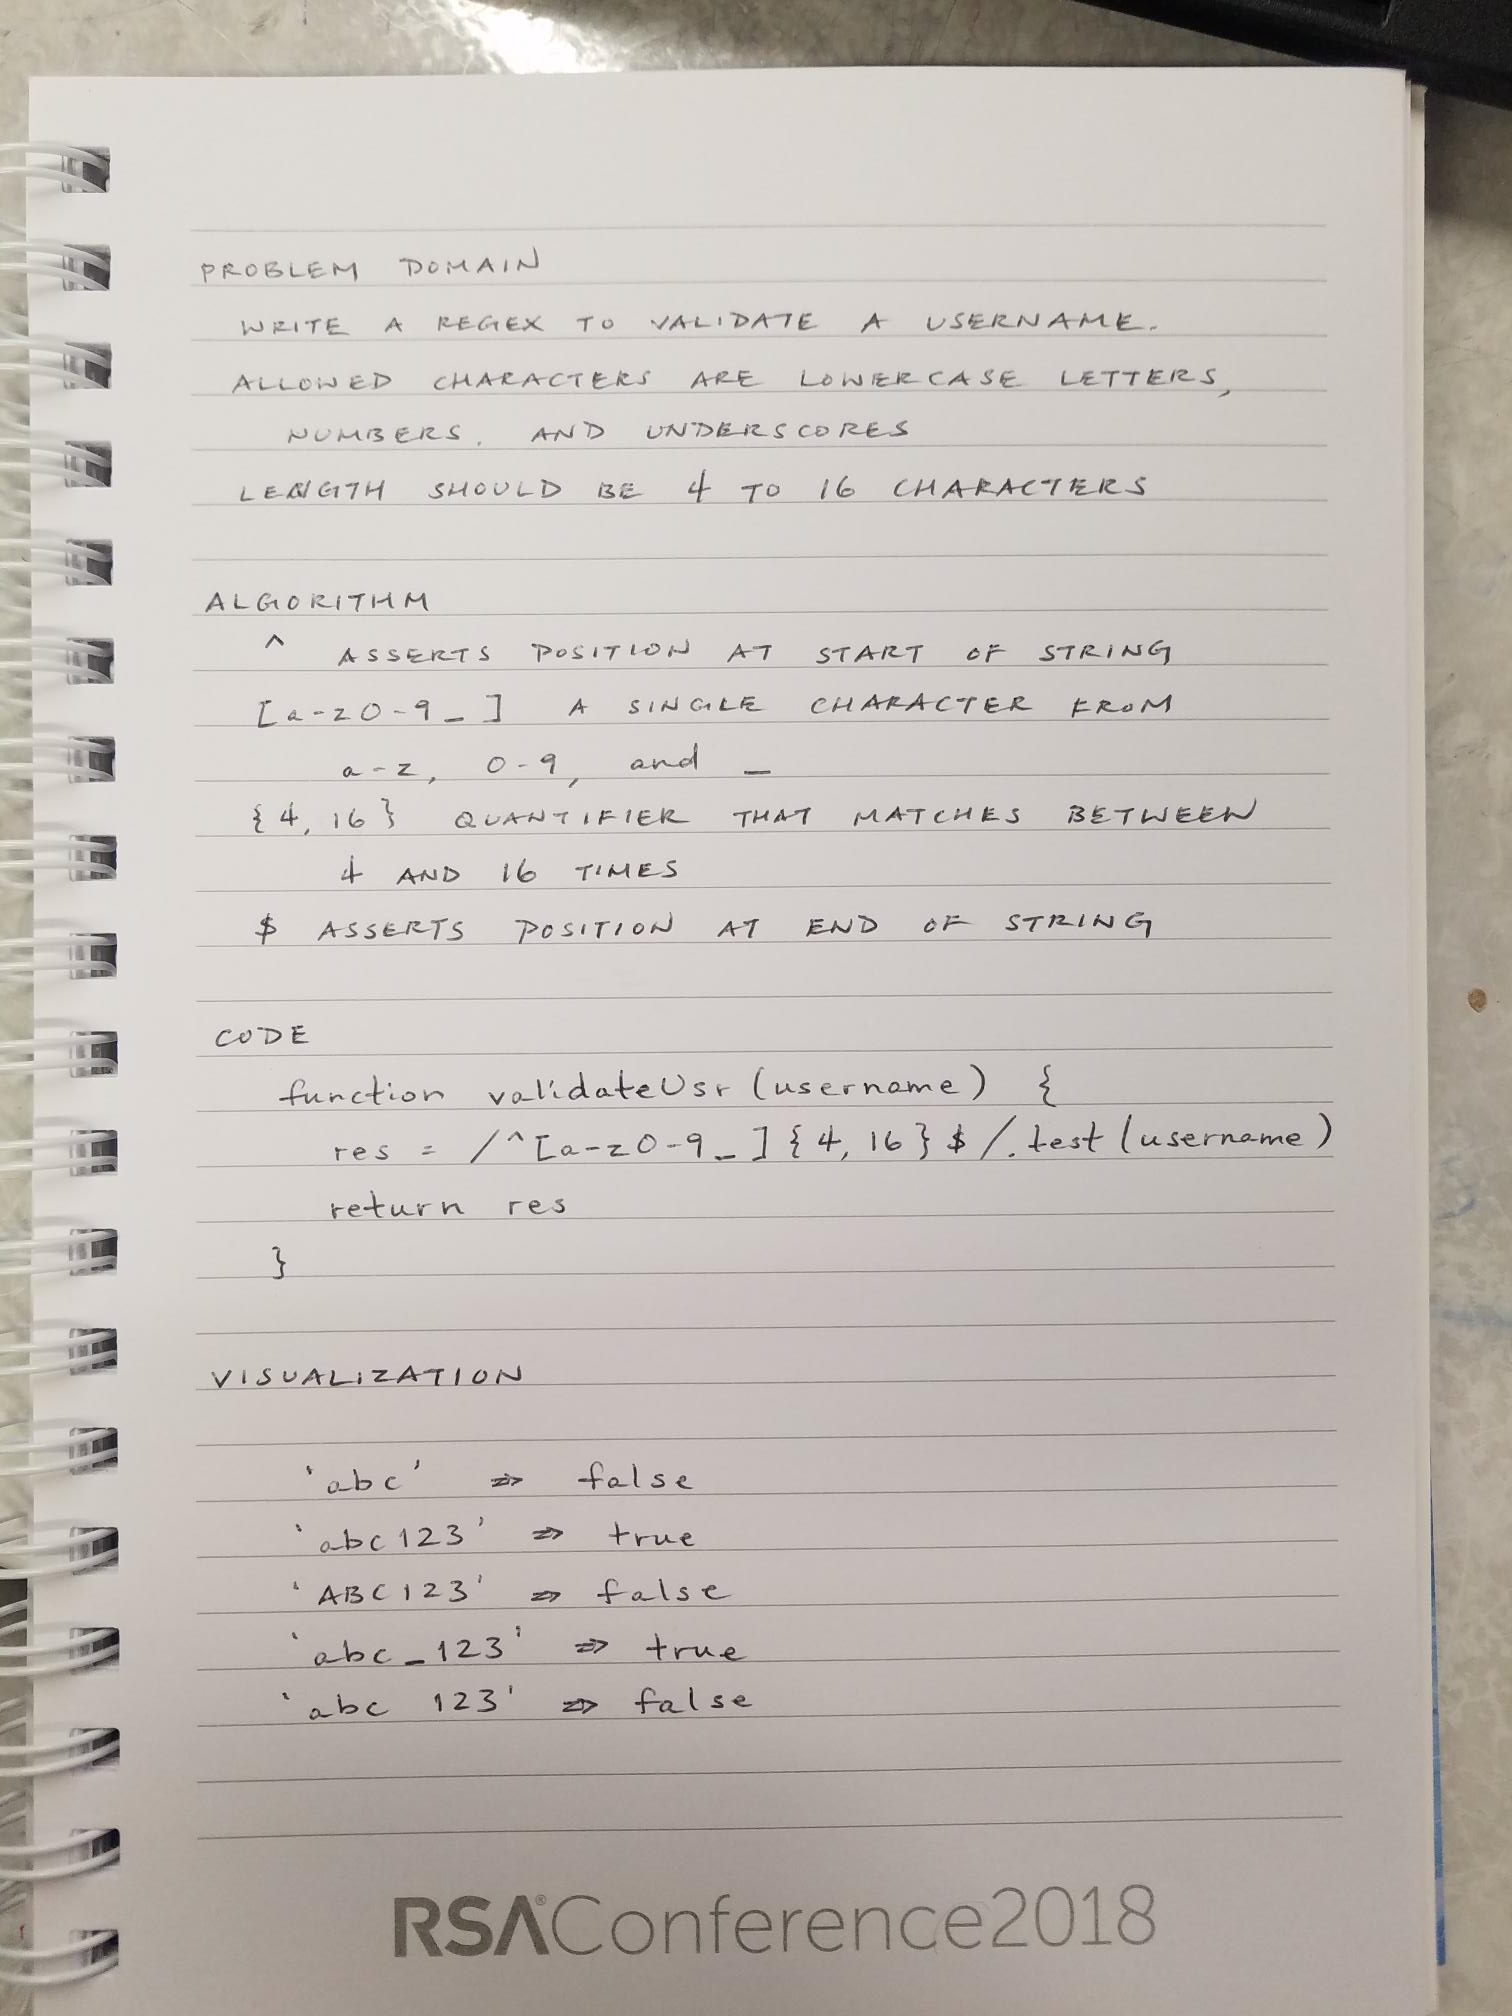 PROBLEM DOMAIN
WRITE A REGEX TO VALIDATE A USERNAME.
ALLOWED CHARACTERS ARE LOWERCASE LETTERS,
NUMBERS, AND UNDERSCORES
LENGTH SHOULD BE 4 TO 16 CHARACTERS
ALGORITHM
^ ASSERTS POSITION AT START OF STRING
[a-z0-9_] A SINGLE CHARACTER FROM
a-z, 0-9, and _
{4, 16} QUANTIFIER THAT MATCHES BETWEEN
4 AND 16 TIMES
$ ASSERTS POSITION AT END OF STRING
CODE
function validateUsr (username) {
res = /^[a-z0-9_]{4,16}$/.test(username)
return res
}
VISUALIZATION
'abc' => false
'abc123' => true
'ABC123' => false
'abc_123' => true
'abc 123' => false
RSA®Conference2018